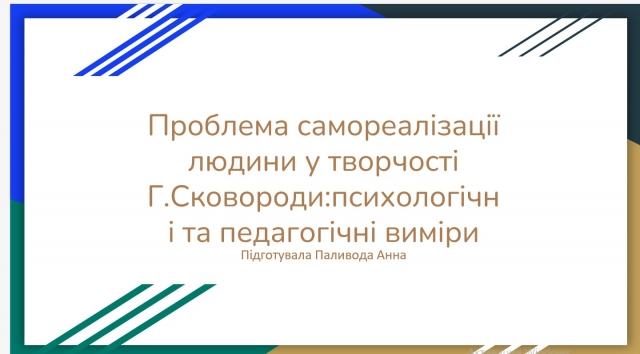 Проблема самореалізації
людини у творчості
Г.Сковороди:психологічн
і та педагогічні виміри
Підготувала Паливода Анна